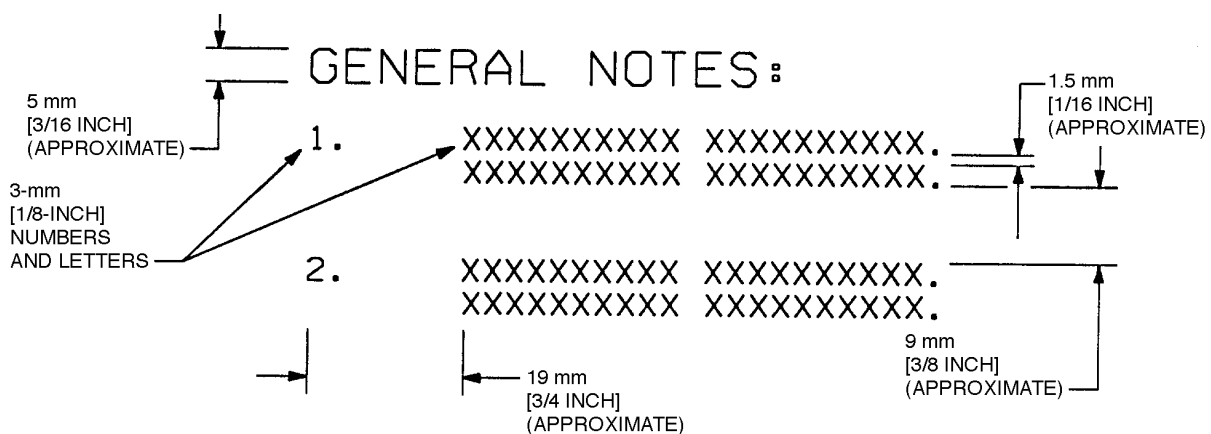 GENERAL NOTES:
5 mm
[3/16 INCH]
(APPROXIMATE)
1.5 mm
[1/16 INCH]
(APPROXIMATE)
1. XXXXXXXXXX XXXXXXXXXX.
XXXXXXXXXX XXXXXXXXXX.
3-mm
[1/8-INCH]
NUMBERS
AND LETTERS
2. XXXXXXXXXX XXXXXXXXXX.
XXXXXXXXXX XXXXXXXXXX.
9 mm
[3/8 INCH]
(APPROXIMATE)
19 mm
[3/4 INCH]
(APPROXIMATE)